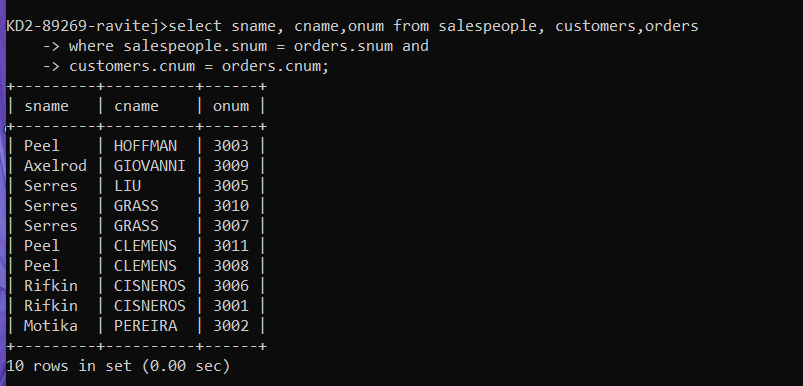 KD2-89269-ravitej>select sname, cname,onum from salespeople, customers,orders
    -> where salespeople.snum = orders.snum and
    -> customers.cnum = orders.cnum;
+---------+----------+------+
| sname   | cname    | onum |
+---------+----------+------+
| Peel    | HOFFMAN  | 3003 |
| Axelrod | GIOVANNI | 3009 |
| Serres  | LIU      | 3005 |
| Serres  | GRASS    | 3010 |
| Serres  | GRASS    | 3007 |
| Peel    | CLEMENS  | 3011 |
| Peel    | CLEMENS  | 3008 |
| Rifkin  | CISNEROS | 3006 |
| Rifkin  | CISNEROS | 3001 |
| Motika  | PEREIRA  | 3002 |
+---------+----------+------+
10 rows in set (0.00 sec)